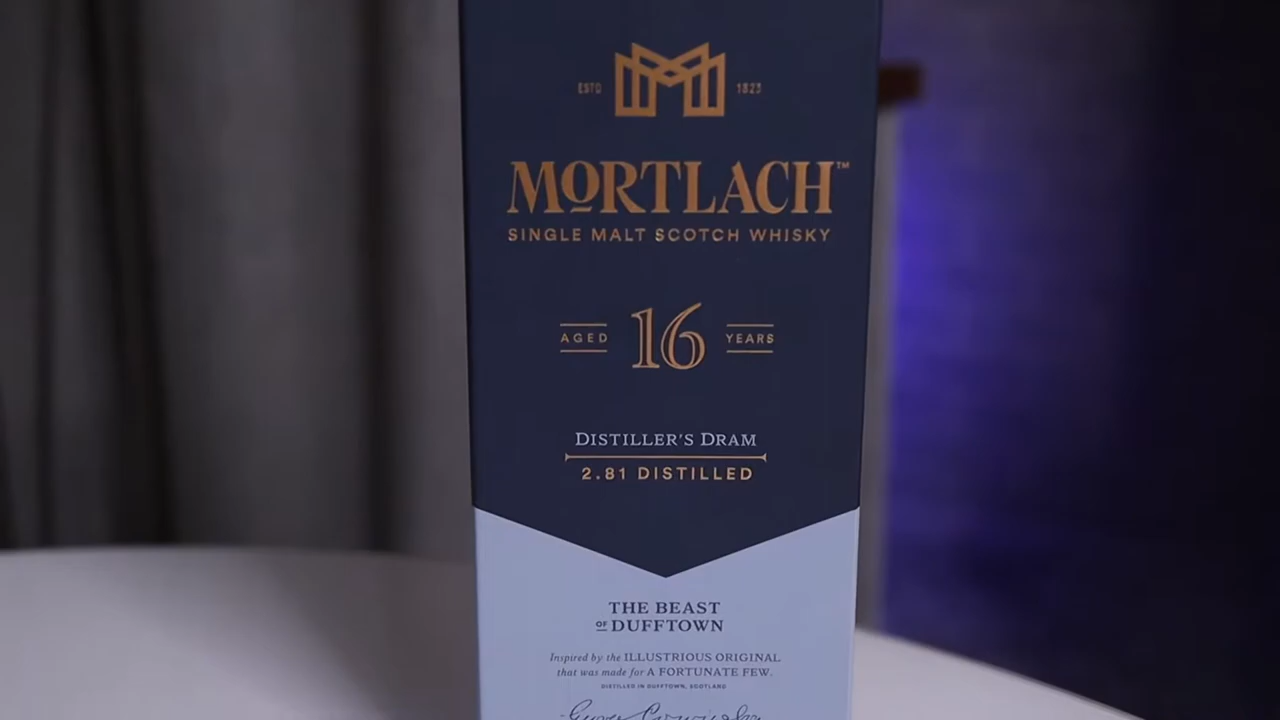 ESTD 1823
MORTLACH™
SINGLE MALT SCOTCH WHISKY
AGED 16 YEARS
DISTILLER'S DRAM
2.81 DISTILLED
THE BEAST
OF DUFFTOWN
Inspired by the ILLUSTRIOUS ORIGINAL
that was made for A FORTUNATE FEW.
DISTILLED IN DUFFTOWN, SCOTLAND